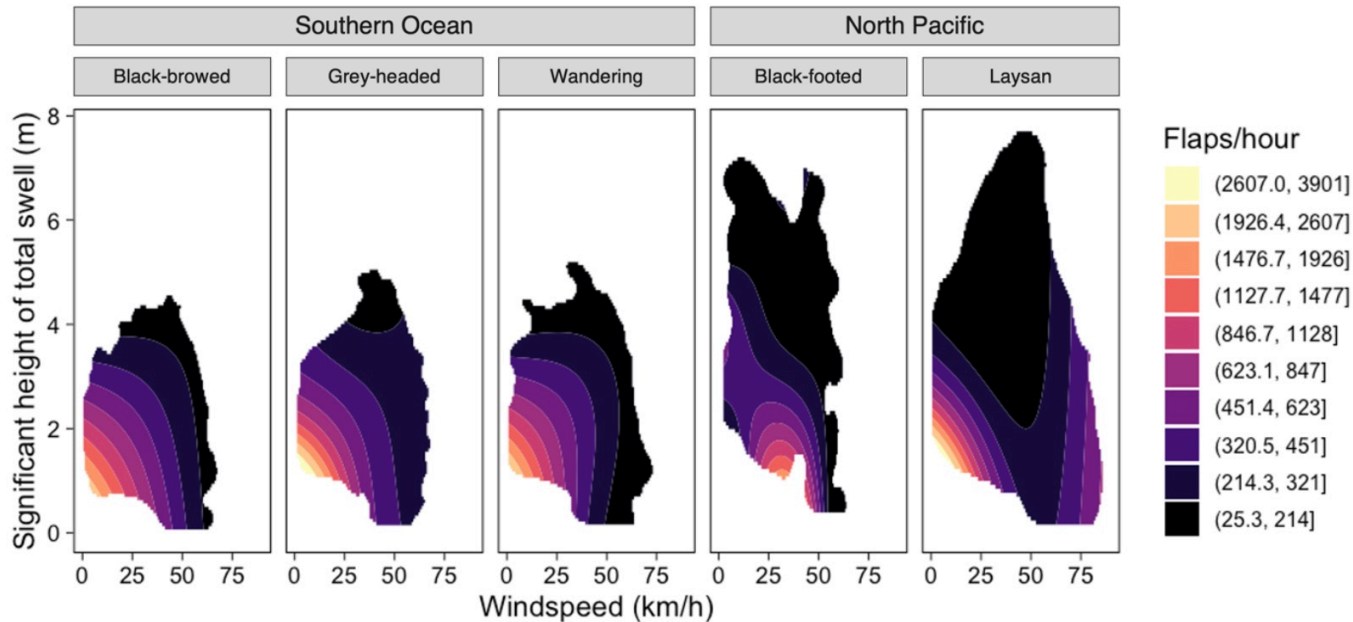 Southern Ocean
North Pacific
Black-browed
Grey-headed
Wandering
Black-footed
Laysan
Significant height of total swell (m)
8
6
4
2
0
0 25 50 75
0 25 50 75
0 25 50 75
0 25 50 75
0 25 50 75
Windspeed (km/h)
Flaps/hour
(2607.0, 3901]
(1926.4, 2607]
(1476.7, 1926]
(1127.7, 1477]
(846.7, 1128]
(623.1, 847]
(451.4, 623]
(320.5, 451]
(214.3, 321]
(25.3, 214]